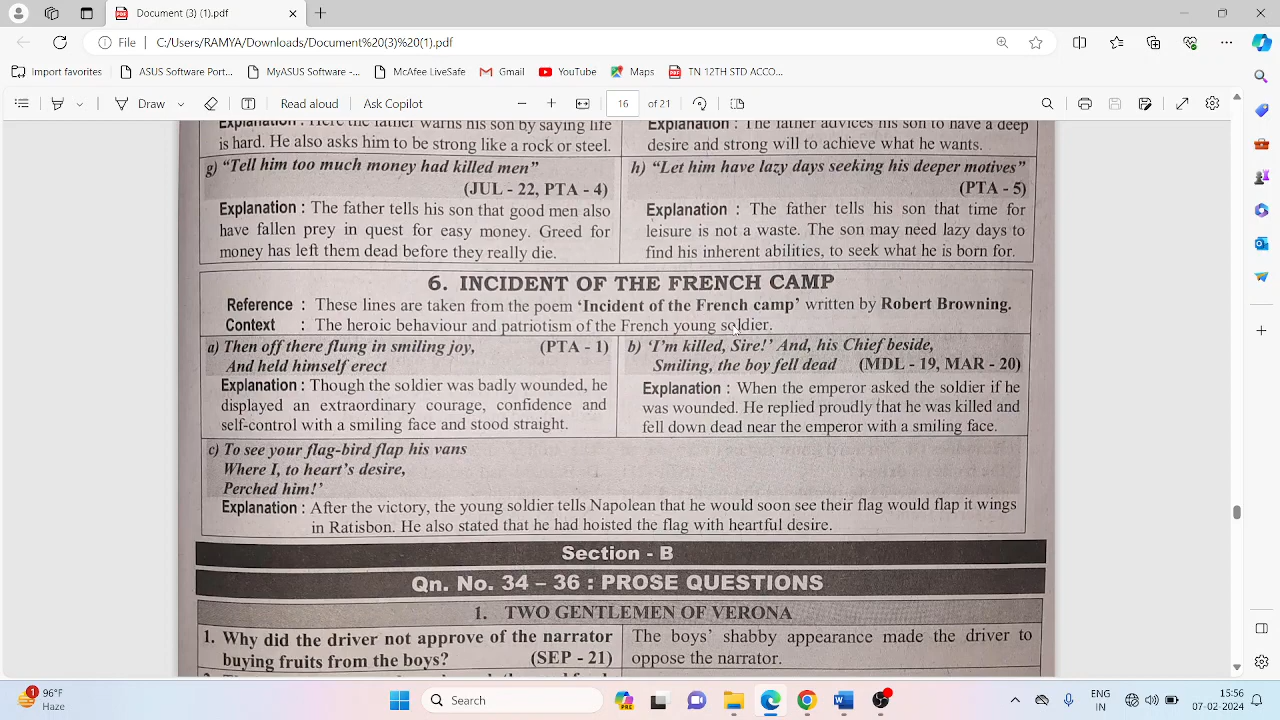 Document (3) (1).pdf
File
C:/Users/RAMYA/Downloads/Document%20(3)%20(1).pdf
Import favorites
ASUS Software Port...
MyASUS Software -...
McAfee LiveSafe
Gmail
YouTube
Maps
TN 12TH STD ACCO...
Draw
Read aloud
Ask Copilot
16 of 21
Explanation : Here the father warns his son by saying life
is hard. He also asks him to be strong like a rock or steel.
Explanation : The father advices his son to have a deep
desire and strong will to achieve what he wants.
g) “Tell him too much money had killed men”
(JUL - 22, PTA - 4)
Explanation : The father tells his son that good men also
have fallen prey in quest for easy money. Greed for
money has left them dead before they really die.
h) “Let him have lazy days seeking his deeper motives”
(PTA - 5)
Explanation : The father tells his son that time for
leisure is not a waste. The son may need lazy days to
find his inherent abilities, to seek what he is born for.
6. INCIDENT OF THE FRENCH CAMP
Reference : These lines are taken from the poem ‘Incident of the French camp’ written by Robert Browning.
Context : The heroic behaviour and patriotism of the French young soldier.
a) Then off there flung in smiling joy, (PTA - 1)
And held himself erect
Explanation : Though the soldier was badly wounded, he
displayed an extraordinary courage, confidence and
self-control with a smiling face and stood straight.
b) ‘I’m killed, Sire!’ And, his Chief beside,
Smiling, the boy fell dead (MDL - 19, MAR - 20)
Explanation : When the emperor asked the soldier if he
was wounded. He replied proudly that he was killed and
fell down dead near the emperor with a smiling face.
c) To see your flag-bird flap his vans
Where I, to heart’s desire,
Perched him!’
Explanation : After the victory, the young soldier tells Napolean that he would soon see their flag would flap it wings
in Ratisbon. He also stated that he had hoisted the flag with heartful desire.
Section - B
Qn. No. 34 – 36 : PROSE QUESTIONS
1. TWO GENTLEMEN OF VERONA
1. Why did the driver not approve of the narrator
buying fruits from the boys? (SEP - 21)
The boys’ shabby appearance made the driver to
oppose the narrator.
1
96°F
Haze
Search
ENG
IN
15:56
07-02-2024